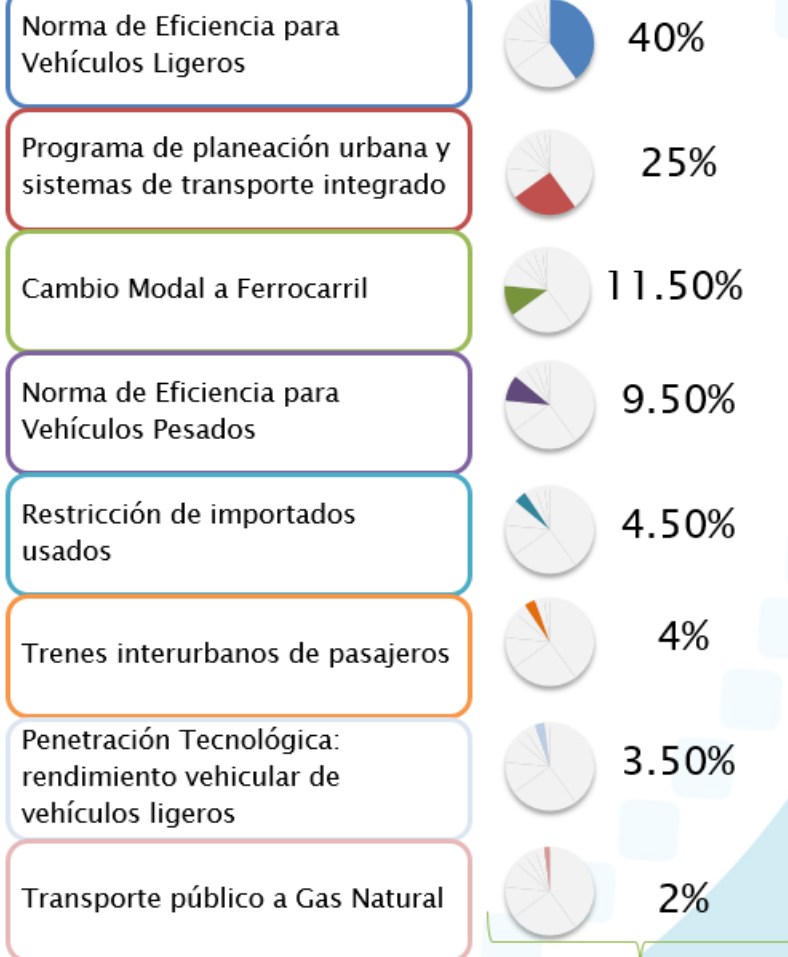 Norma de Eficiencia para
Vehículos Ligeros
40%
Programa de planeación urbana y
sistemas de transporte integrado
25%
Cambio Modal a Ferrocarril
11.50%
Norma de Eficiencia para
Vehículos Pesados
9.50%
Restricción de importados
usados
4.50%
Trenes interurbanos de pasajeros
4%
Penetración Tecnológica:
rendimiento vehicular de
vehículos ligeros
3.50%
Transporte público a Gas Natural
2%